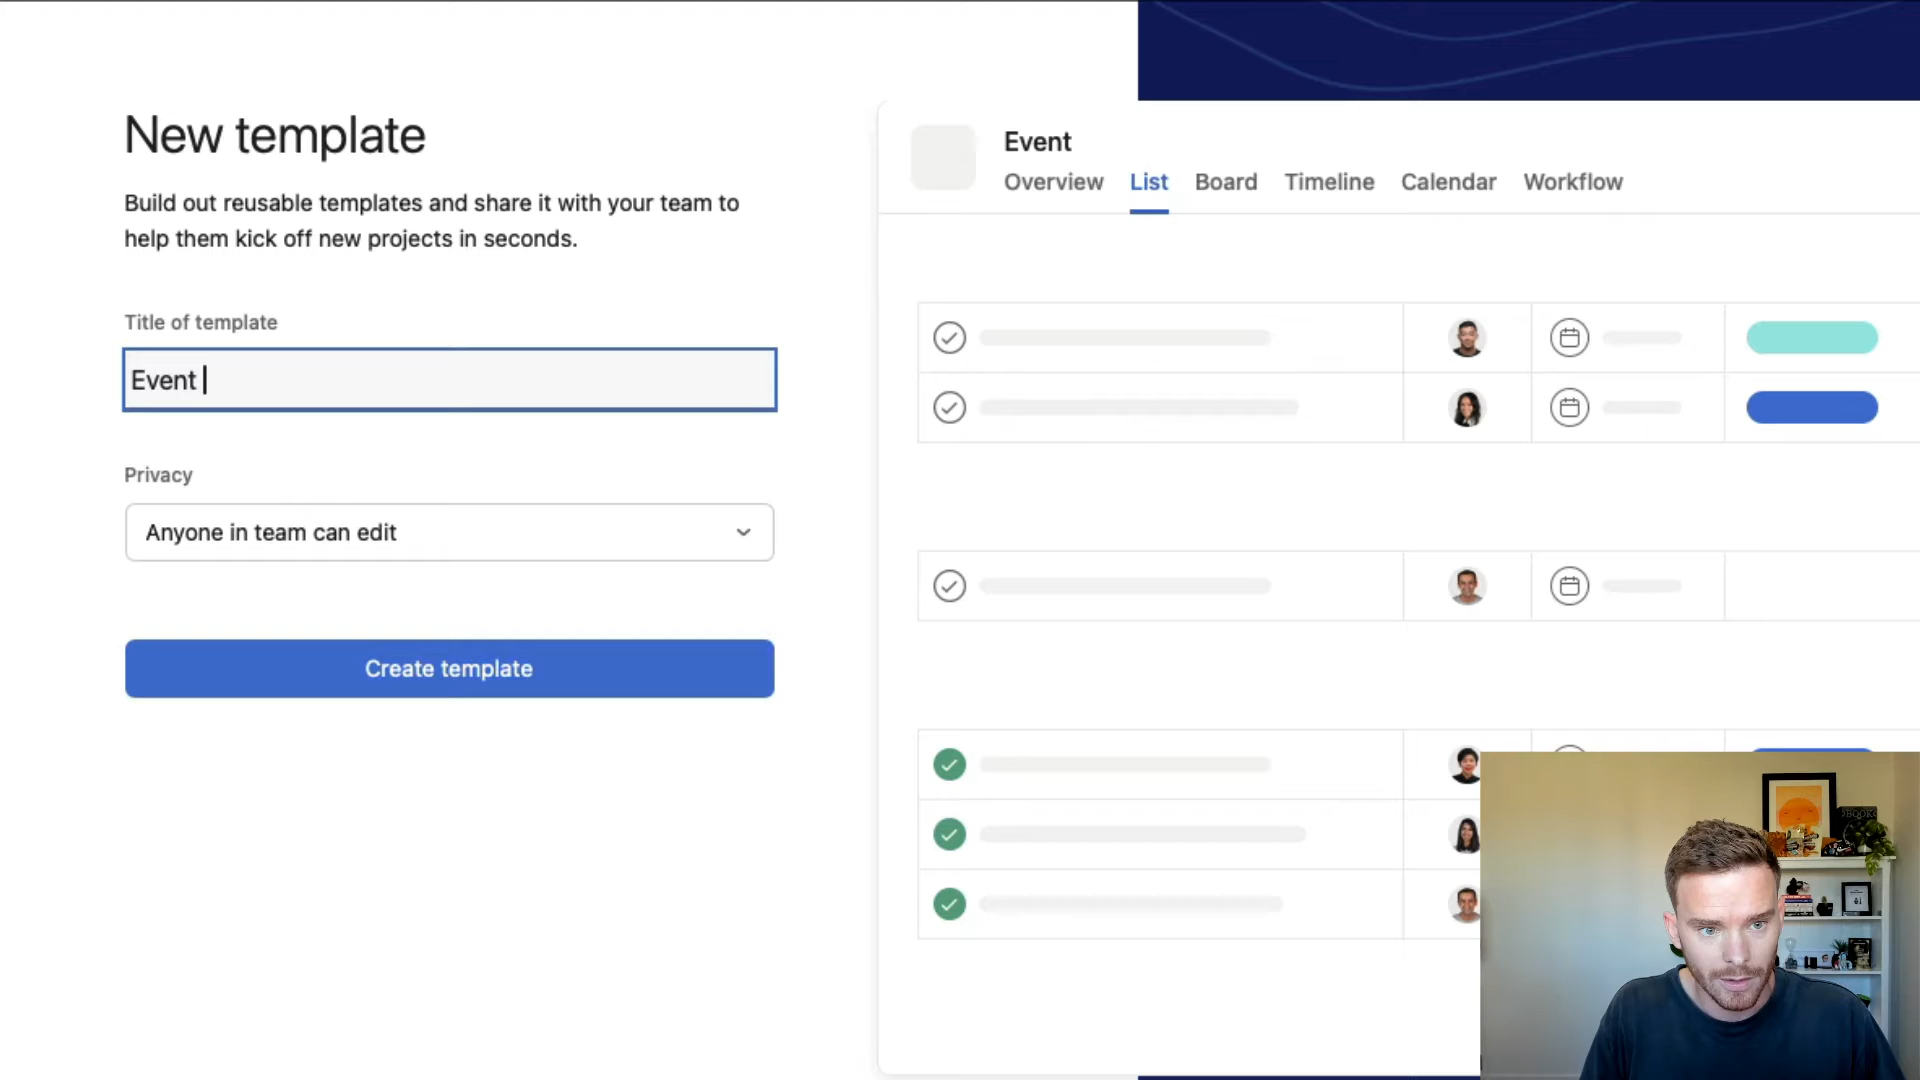 New template
Build out reusable templates and share it with your team to
help them kick off new projects in seconds.
Title of template
Event
Privacy
Anyone in team can edit
Create template
Event
Overview List Board Timeline Calendar Workflow